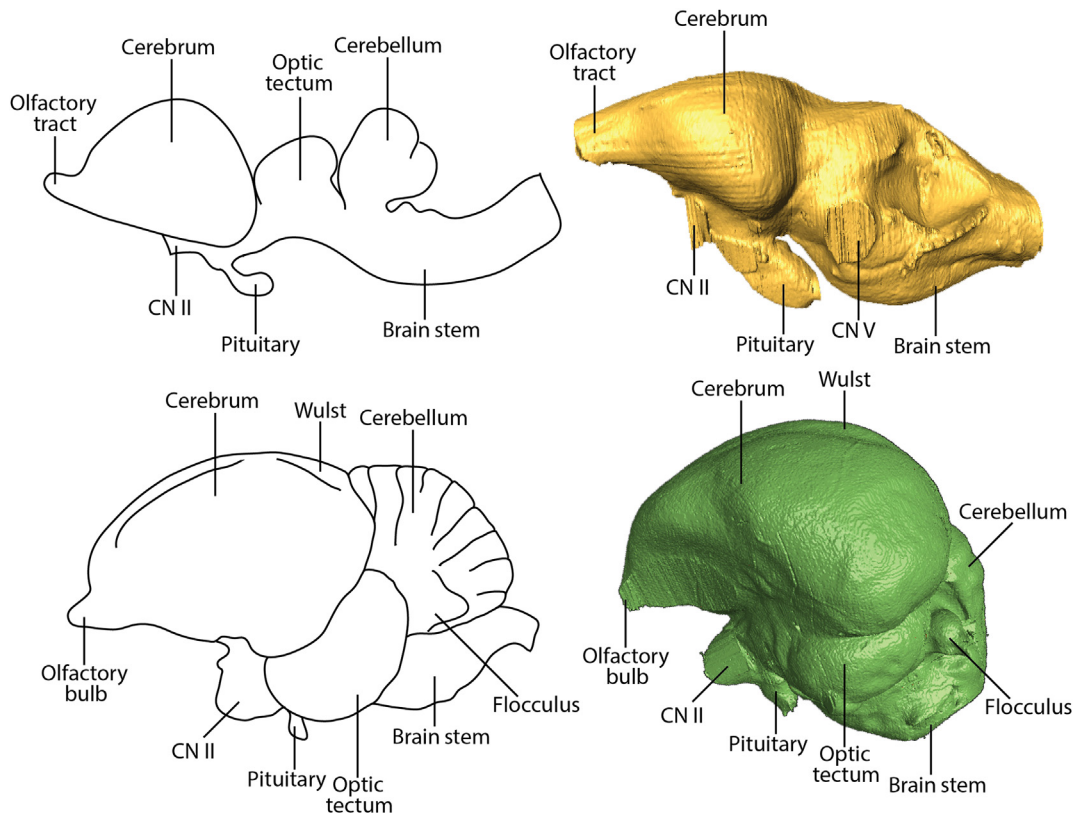 Cerebrum
Cerebellum
Optic
tectum
Olfactory
tract
CN II
Pituitary
Brain stem
Cerebrum
Olfactory
tract
CN II
Pituitary
CN V
Brain stem
Cerebrum
Wulst
Cerebellum
Olfactory
bulb
CN II
Pituitary
Optic
tectum
Brain stem
Flocculus
Wulst
Cerebrum
Cerebellum
Olfactory
bulb
CN II
Pituitary
Optic
tectum
Brain stem
Flocculus